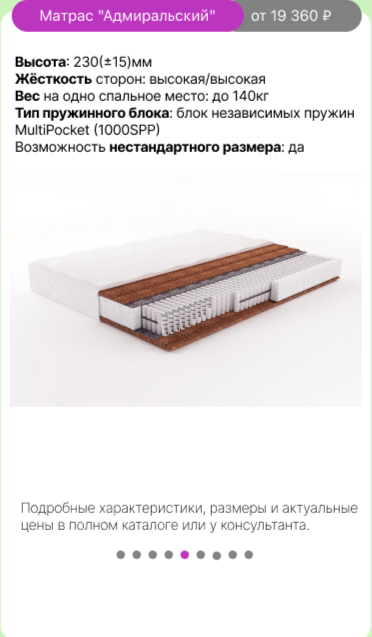 Матрас "Адмиральский"
от 19 360 ₽
Высота: 230(±15)мм
Жёсткость сторон: высокая/высокая
Вес на одно спальное место: до 140кг
Тип пружинного блока: блок независимых пружин
MultiPocket (1000SPP)
Возможность нестандартного размера: да
Подробные характеристики, размеры и актуальные
цены в полном каталоге или у консультанта.